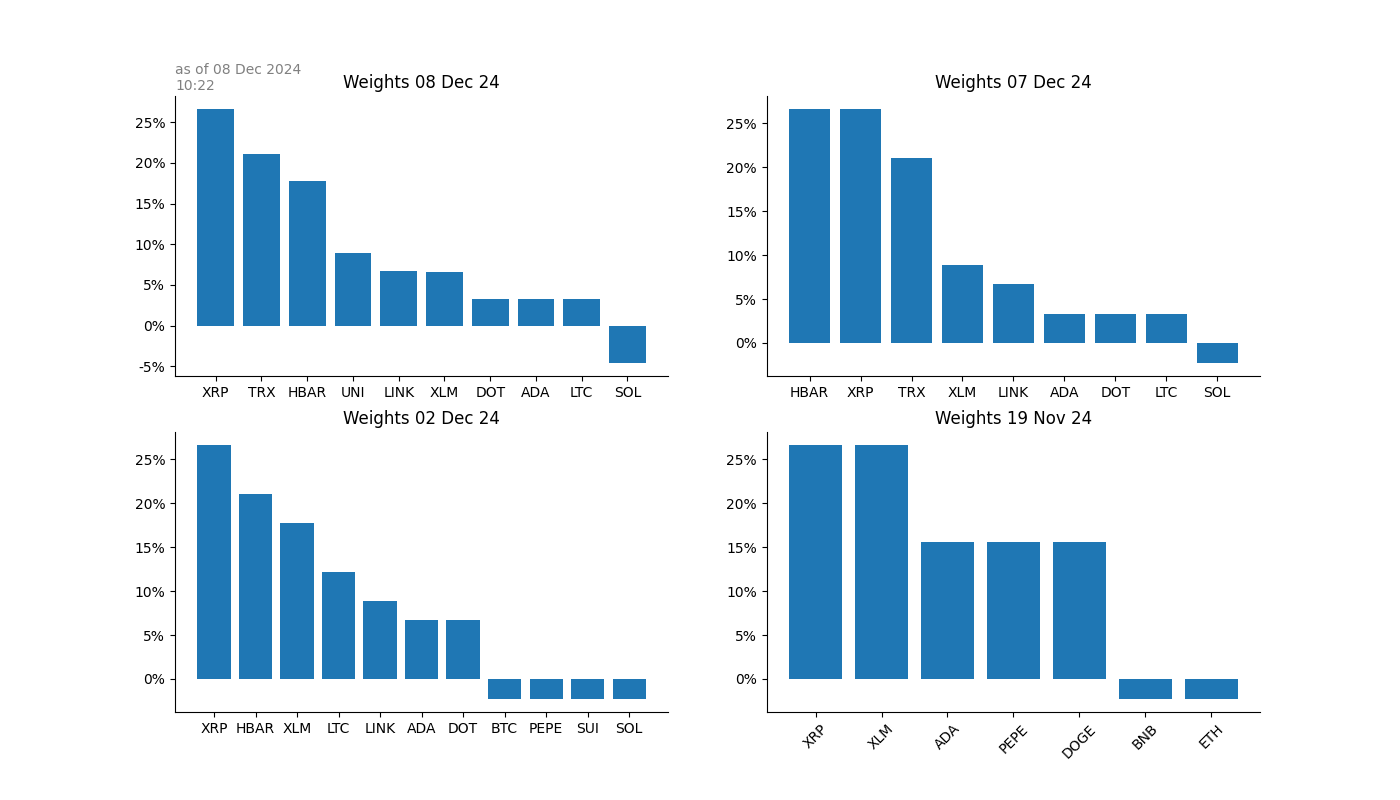 as of 08 Dec 2024
10:22
Weights 08 Dec 24
25%
20%
15%
10%
5%
0%
-5%
XRP TRX HBAR UNI LINK XLM DOT ADA LTC SOL
Weights 07 Dec 24
25%
20%
15%
10%
5%
0%
HBAR XRP TRX XLM LINK ADA DOT LTC SOL
Weights 02 Dec 24
25%
20%
15%
10%
5%
0%
XRP HBAR XLM LTC LINK ADA DOT BTC PEPE SUI SOL
Weights 19 Nov 24
25%
20%
15%
10%
5%
0%
XRP XLM ADA PEPE DOGE BNB ETH